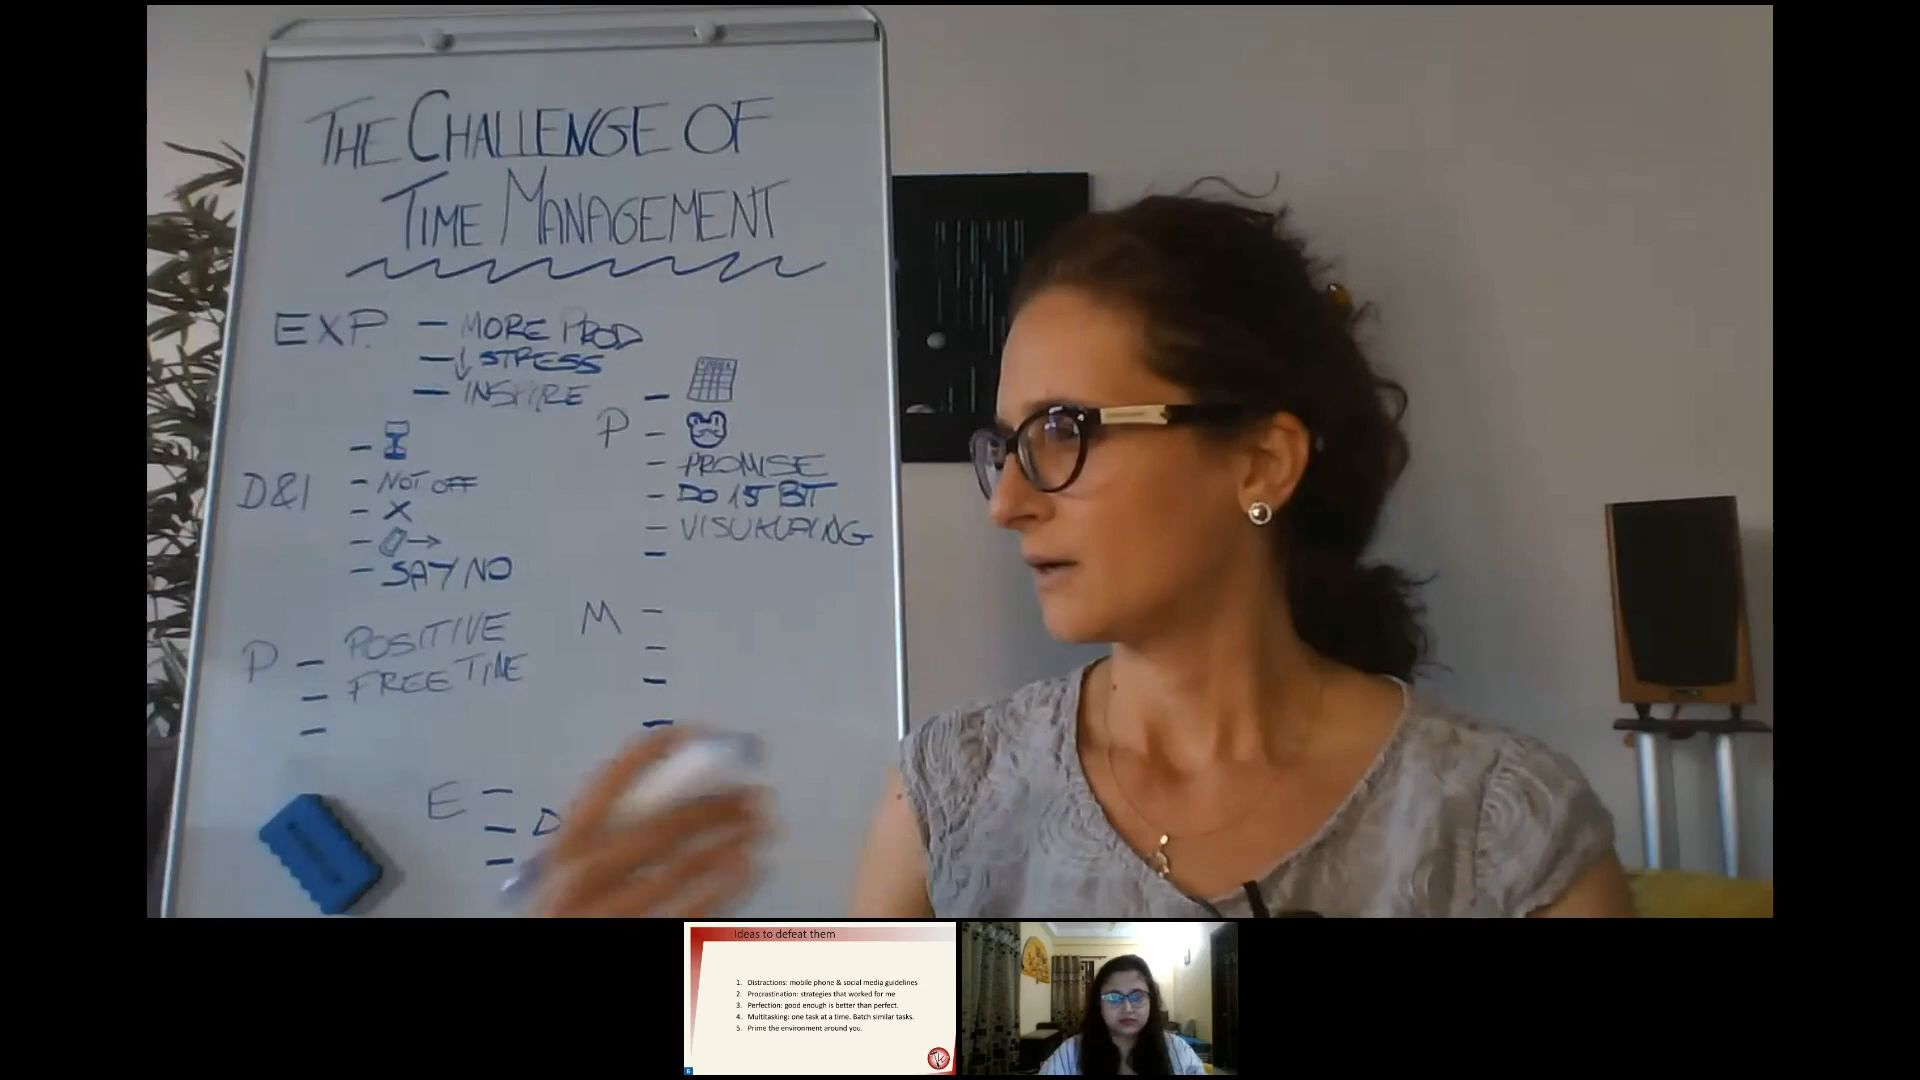 THE CHALLENGE OF
TIME MANAGEMENT
EXP. - MORE PROD
- ↓ STRESS
- INSPIRE
D&I
- NOT OFF
- X
- SAY NO
P
- PROMISE
- DO 15 BIT
- VISUALIZING
P - POSITIVE
- FREE TIME
M
E
D
Ideas to defeat them
1. Distractions: mobile phone & social media guidelines
2. Procrastination: strategies that worked for me
3. Perfection: good enough is better than perfect.
4. Multitasking: one task at a time. Batch similar tasks.
5. Prime the environment around you.
6